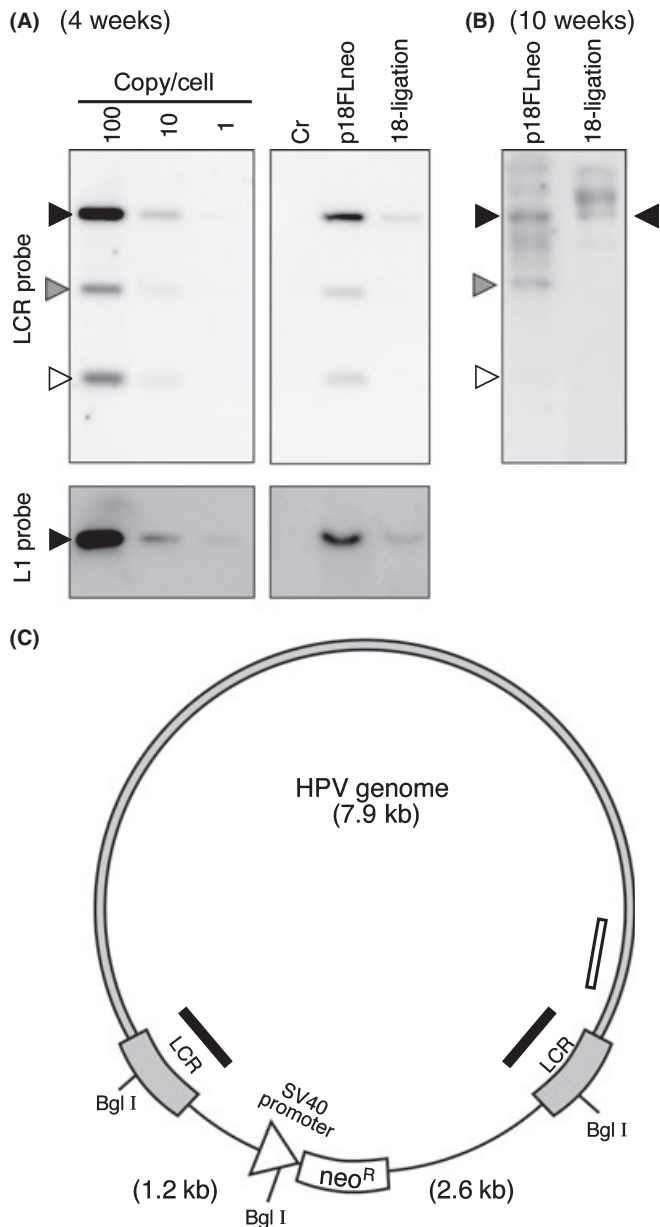 (A) (4 weeks)
Copy/cell
100 10 1
Cr p18FLneo 18-ligation
LCR probe
L1 probe
(B) (10 weeks)
p18FLneo 18-ligation
(C)
HPV genome
(7.9 kb)
LCR
LCR
Bgl I
SV40
promoter
Bgl I
neoR
(1.2 kb)
(2.6 kb)
Bgl I